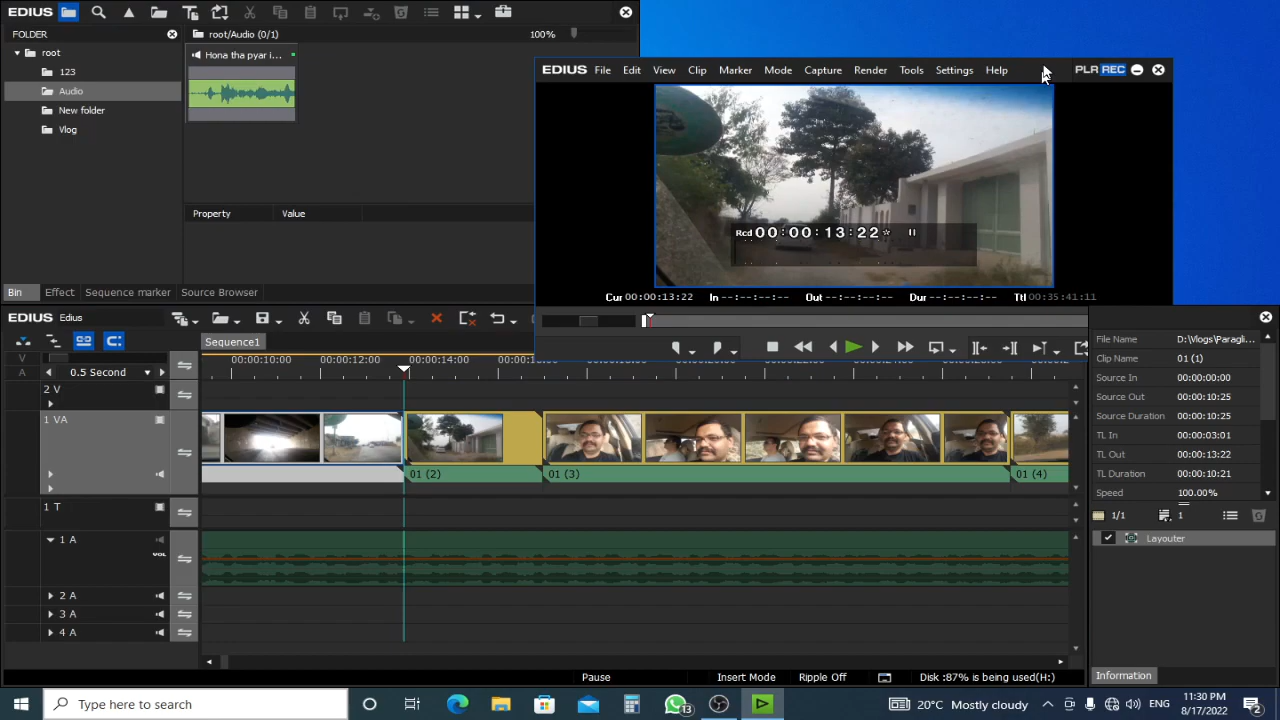 EDIUS
FOLDER
root/Audio (0/1)
100%
root
123
Audio
New folder
Vlog
Hona tha pyar i...
Property Value
Bin Effect Sequence marker Source Browser
EDIUS File Edit View Clip Marker Mode Capture Render Tools Settings Help PLR REC
Rcd 00:00:13:22* II
Cur 00:00:13:22 In --:--:--:-- Out --:--:--:-- Dur --:--:--:-- Ttl 00:35:41:11
EDIUS Edius
Sequence1
V
A
0.5 Second
00:00:10:00 00:00:12:00 00:00:14:00
2 V
1 VA
01 (2) 01 (3) 01 (4)
1 T
1 A
VOL
2 A
3 A
4 A
Pause Insert Mode Ripple Off Disk :87% is being used(H:)
File Name D:\Vlogs\Paragli...
Clip Name 01 (1)
Source In 00:00:00:00
Source Out 00:00:10:25
Source Duration 00:00:10:25
TL In 00:00:03:01
TL Out 00:00:13:22
TL Duration 00:00:10:21
Speed 100.00%
1/1 1
Layouter
Information
Type here to search
13
20°C Mostly cloudy
ENG
11:30 PM
8/17/2022
2